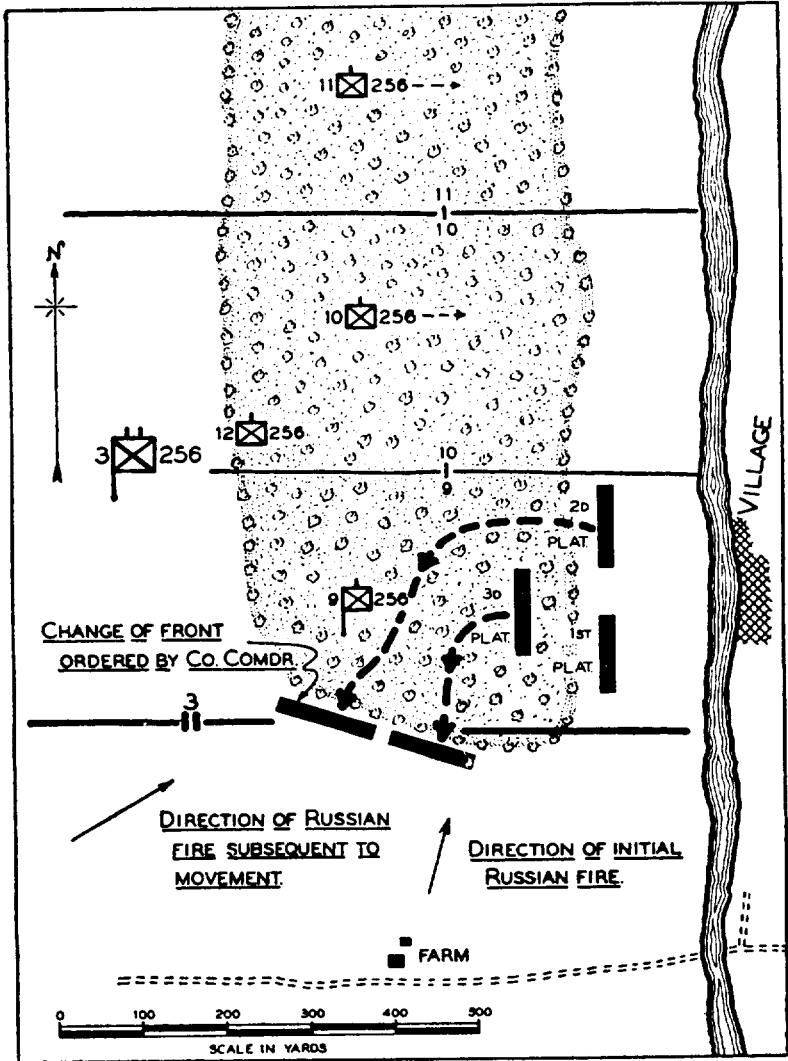 11 256
11
10
N
10 256
12 256
3 256
10
9
VILLAGE
2D
PLAT.
3D
PLAT.
1ST
PLAT.
9 256
CHANGE OF FRONT
ORDERED BY CO. COMDR.
3
DIRECTION OF RUSSIAN
FIRE SUBSEQUENT TO
MOVEMENT.
DIRECTION OF INITIAL
RUSSIAN FIRE.
FARM
0 100 200 300 400 500
SCALE IN YARDS